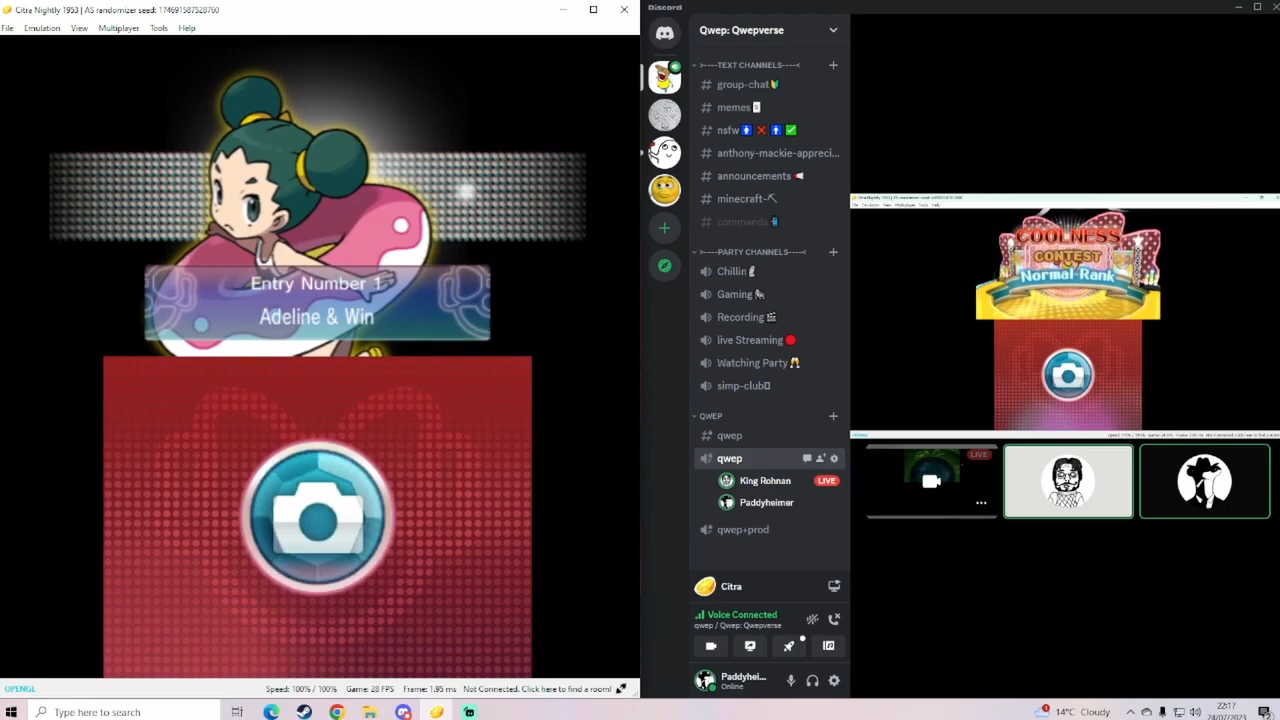 Citra Nightly 1953 | AS randomizer seed: 174691587528760
File Emulation View Multiplayer Tools Help
Entry Number 1
Adeline & Win
OPENGL
Speed: 100% / 100% Game: 28 FPS Frame: 1.95 ms Not Connected. Click here to find a room!
Discord
Qwep: Qwepverse
>----TEXT CHANNELS----<
group-chat
memes
nsfw
anthony-mackie-appreci...
announcements
minecraft-
commands
>----PARTY CHANNELS----<
Chillin
Gaming
Recording
live Streaming
Watching Party
simp-club
QWEP
qwep
qwep
King Rohnan LIVE
Paddyheimer
qwep+prod
Citra
Voice Connected
qwep / Qwep: Qwepverse
Paddyhei...
Online
COOLNESS
CONTEST
Normal Rank
LIVE
Type here to search
14°C Cloudy
22:17
24/07/2023